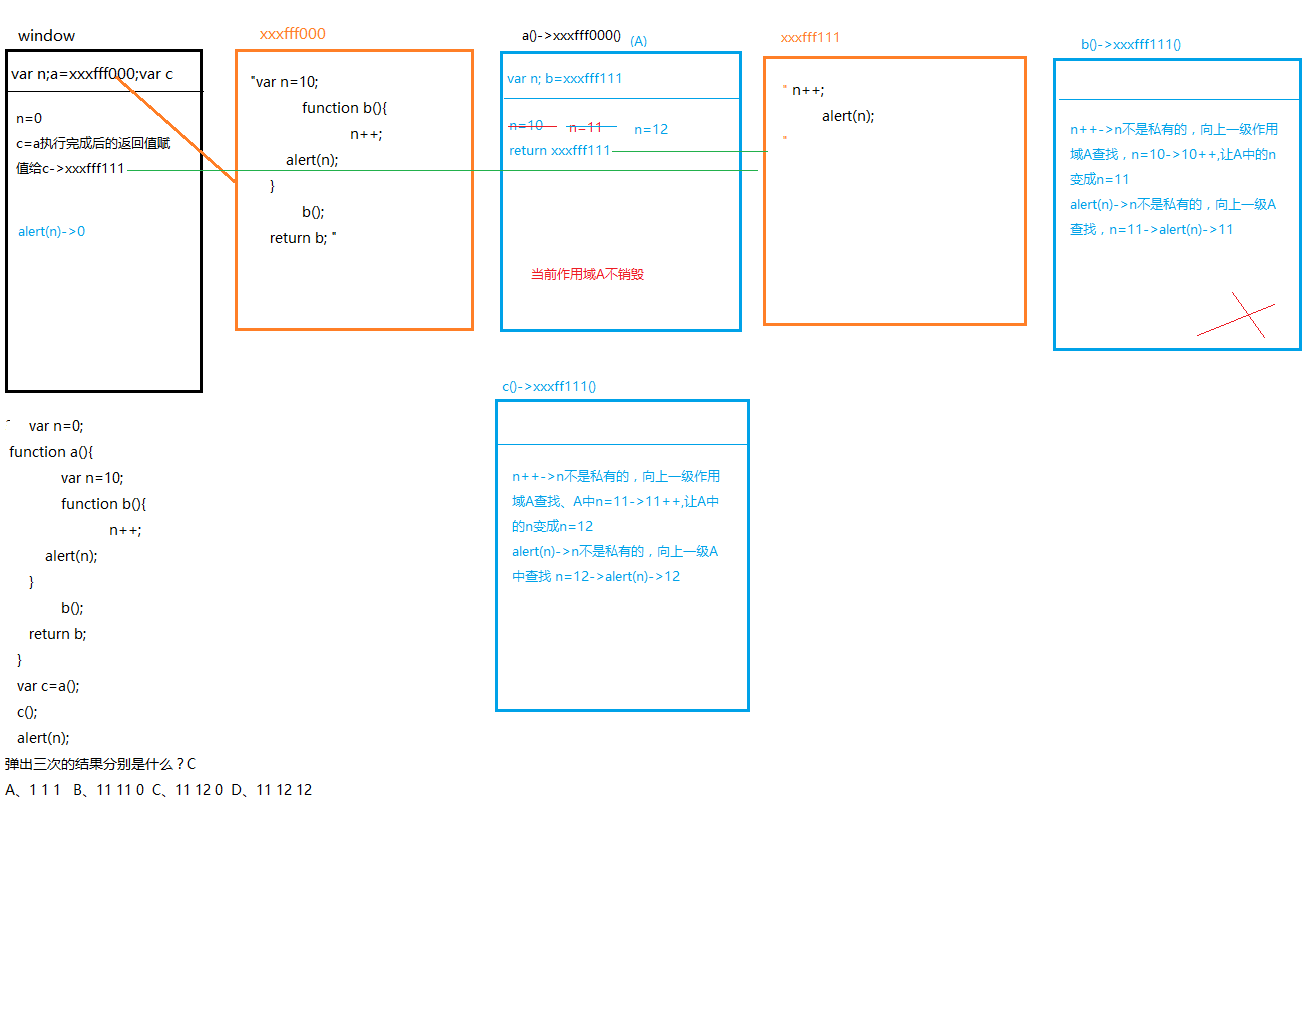 window
var n;a=xxxfff000;var c
n=0
c=a执行完成后的返回值赋
值给c->xxxfff111
alert(n)->0
xxxfff000
"var n=10;
function b(){
n++;
alert(n);
}
b();
return b; "
a()->xxxfff000() (A)
var n; b=xxxfff111
n=10 n=11 n=12
return xxxfff111
当前作用域A不销毁
xxxfff111
" n++;
alert(n);
"
b()->xxxfff111()
n++->n不是私有的，向上一级作用
域A查找，n=10->10++,让A中的n
变成n=11
alert(n)->n不是私有的，向上一级A
查找，n=11->alert(n)->11
c()->xxxff111()
n++->n不是私有的，向上一级作用
域A查找、A中n=11->11++,让A中
的n变成n=12
alert(n)->n不是私有的，向上一级A
中查找 n=12->alert(n)->12
var n=0;
function a(){
var n=10;
function b(){
n++;
alert(n);
}
b();
return b;
}
var c=a();
c();
alert(n);
弹出三次的结果分别是什么？C
A、1 1 1 B、11 11 0 C、11 12 0 D、11 12 12